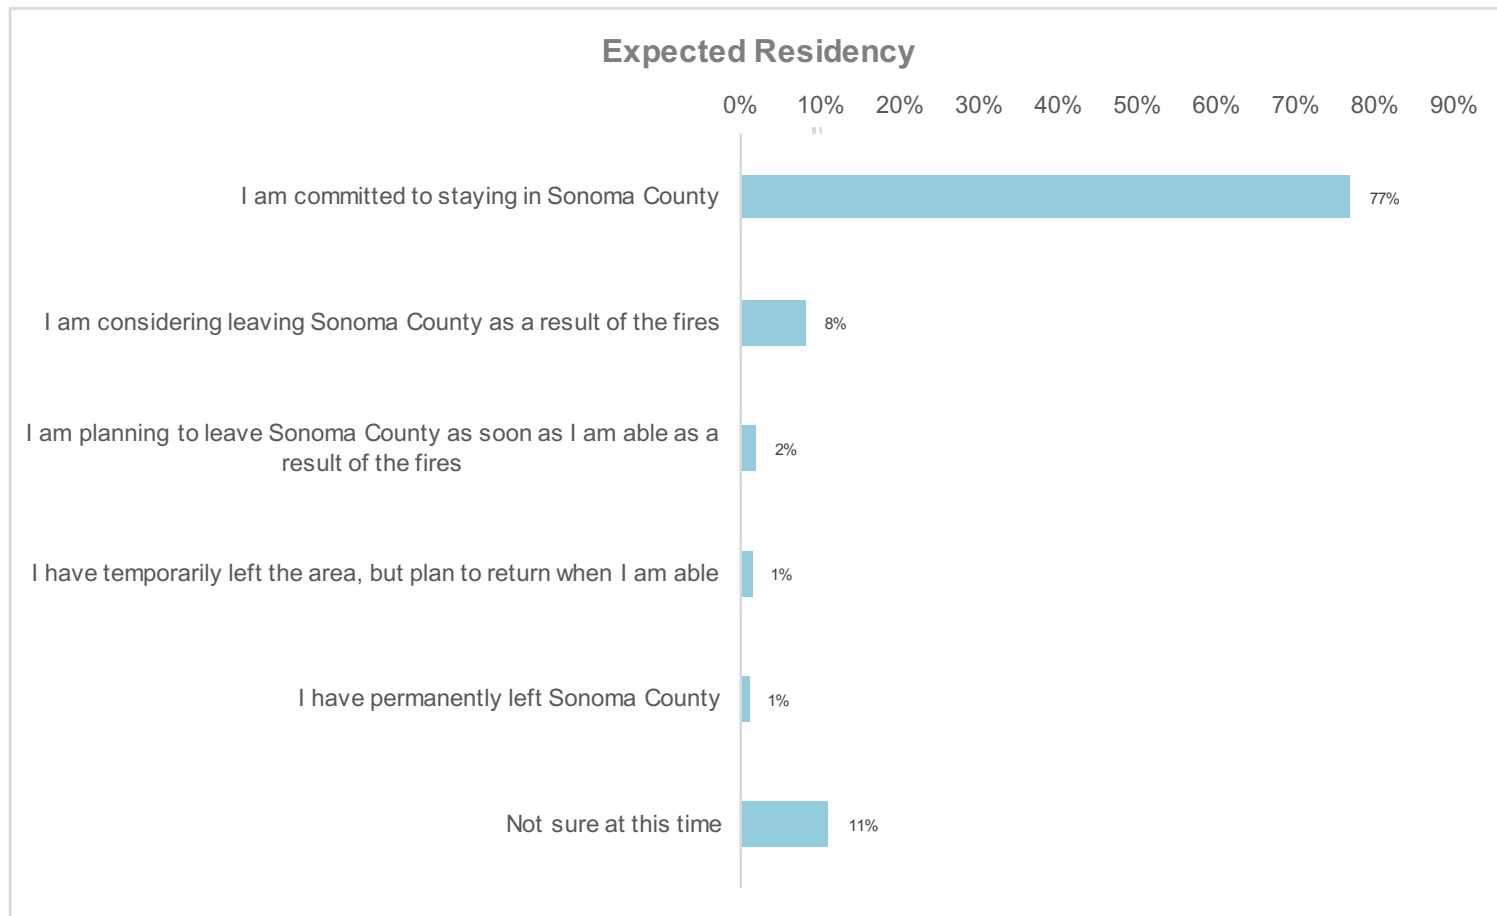 Expected Residency
0% 10% 20% 30% 40% 50% 60% 70% 80% 90%
I am committed to staying in Sonoma County 77%
I am considering leaving Sonoma County as a result of the fires 8%
I am planning to leave Sonoma County as soon as I am able as a
result of the fires 2%
I have temporarily left the area, but plan to return when I am able 1%
I have permanently left Sonoma County 1%
Not sure at this time 11%